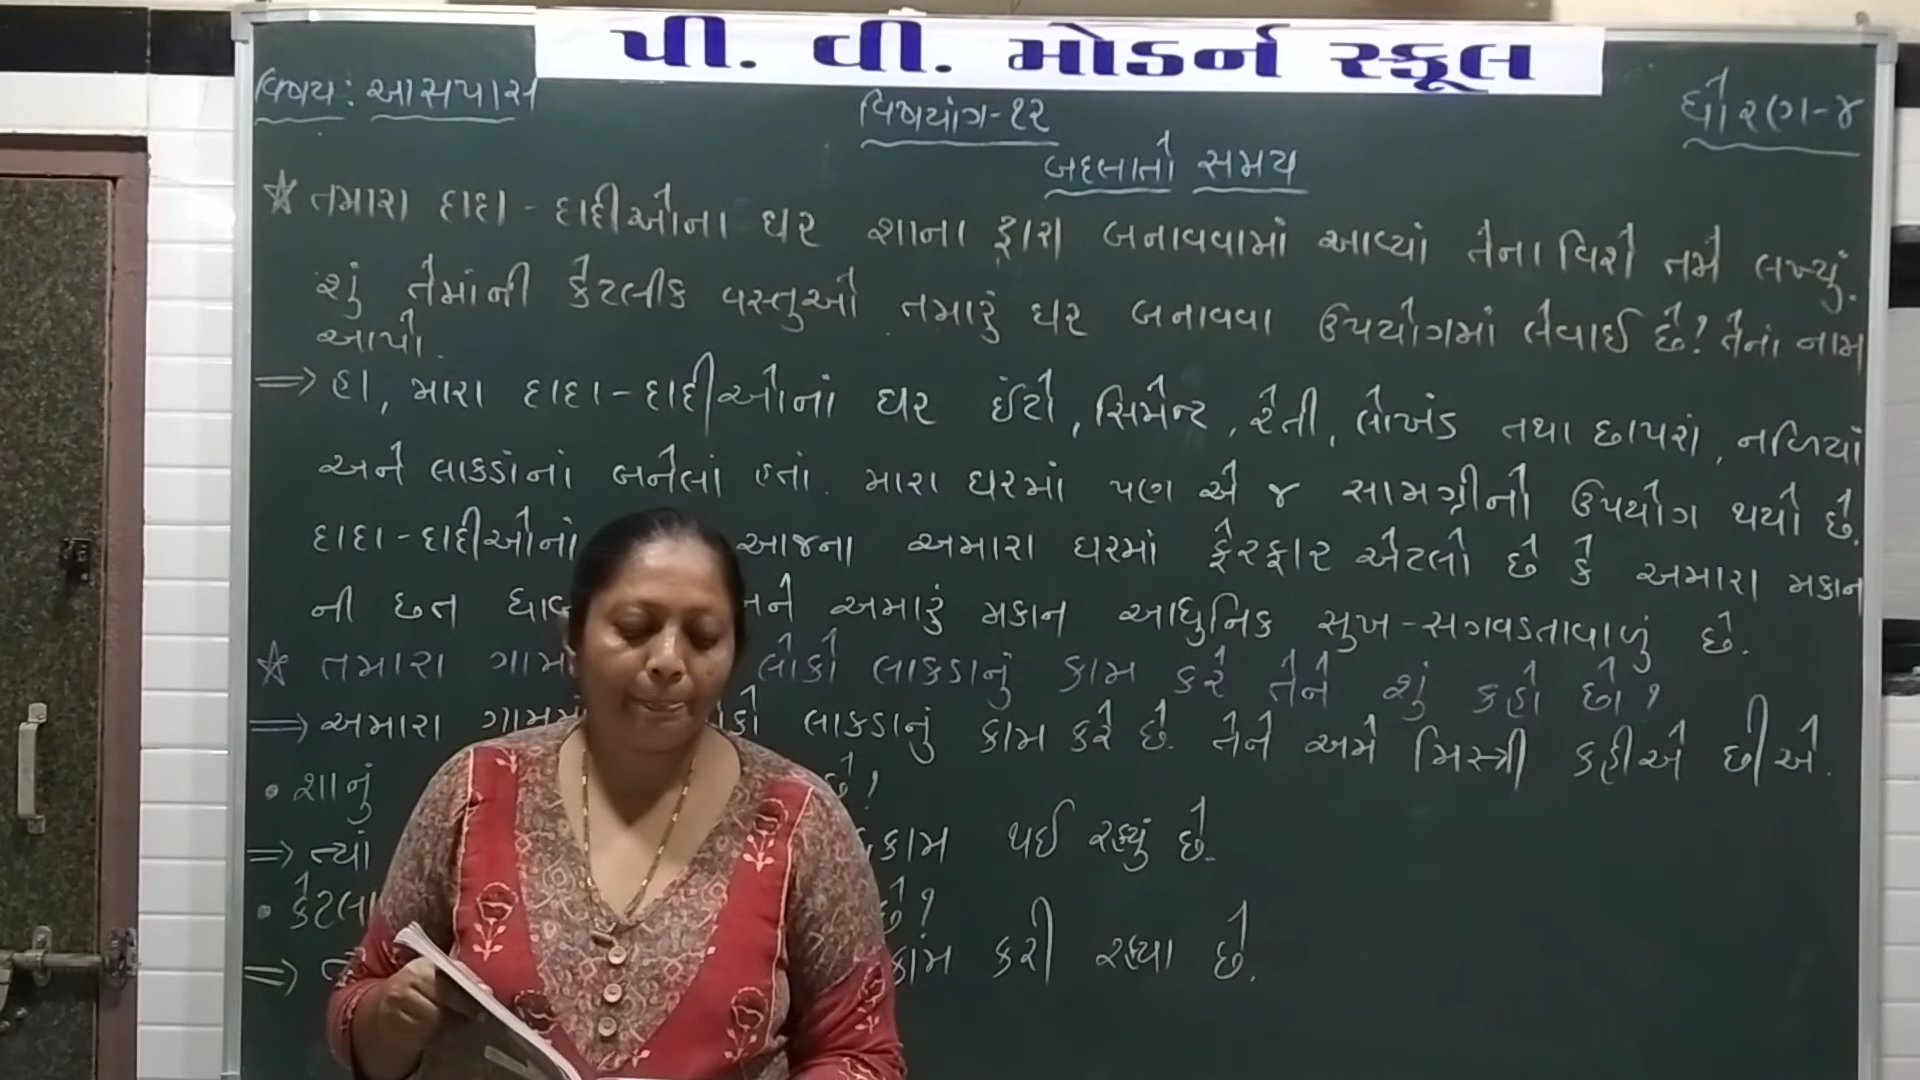 પી. વી. મોડર્ન સ્કૂલ
વિષય: આસપાસ
વિષયાંગ-૧૨
ધોરણ-૪
બદલાતો સમય
☆ તમારા દાદા-દાદીઓના ઘર શાના દ્વારા બનાવવામાં આવ્યાં તેના વિશે તમે લખ્યું.
શું તેમાંની કેટલીક વસ્તુઓ તમારું ઘર બનાવવા ઉપયોગમાં લેવાઈ છે? તેનાં નામ
આપો.
⇒ હા, મારા દાદા-દાદીઓનાં ઘર ઈંટો, સિમેન્ટ, રેતી, લોખંડ તથા છાપરાં, નળિયાં
અને લાકડાંનાં બનેલાં હતાં. મારા ઘરમાં પણ એ જ સામગ્રીનો ઉપયોગ થયો છે.
દાદા-દાદીઓનાં આજના અમારા ઘરમાં ફેરફાર એટલો છે કે અમારા મકાન
ની છત અમારું મકાન આધુનિક સુખ-સગવડતાવાળું છે.
☆ તમારા લોકો લાકડાનું કામ કરે તેને શું કહો છો?
⇒ અમારા લાકડાનું કામ કરે છે. તેને અમે મિસ્ત્રી કહીએ છીએ.
• શાનું છે?
⇒ ત્યાં કામ થઈ રહ્યું છે.
• કેટલા છે?
⇒ કામ કરી રહ્યા છે.